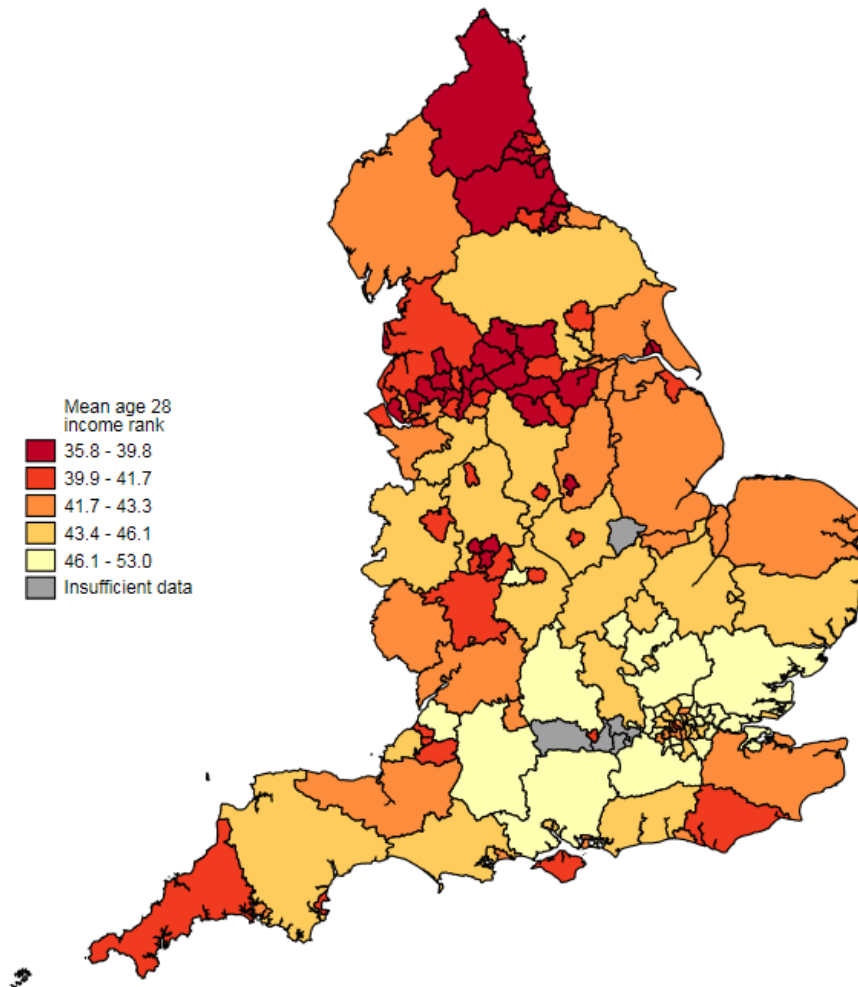 Mean age 28
income rank
35.8 - 39.8
39.9 - 41.7
41.7 - 43.3
43.4 - 46.1
46.1 - 53.0
Insufficient data